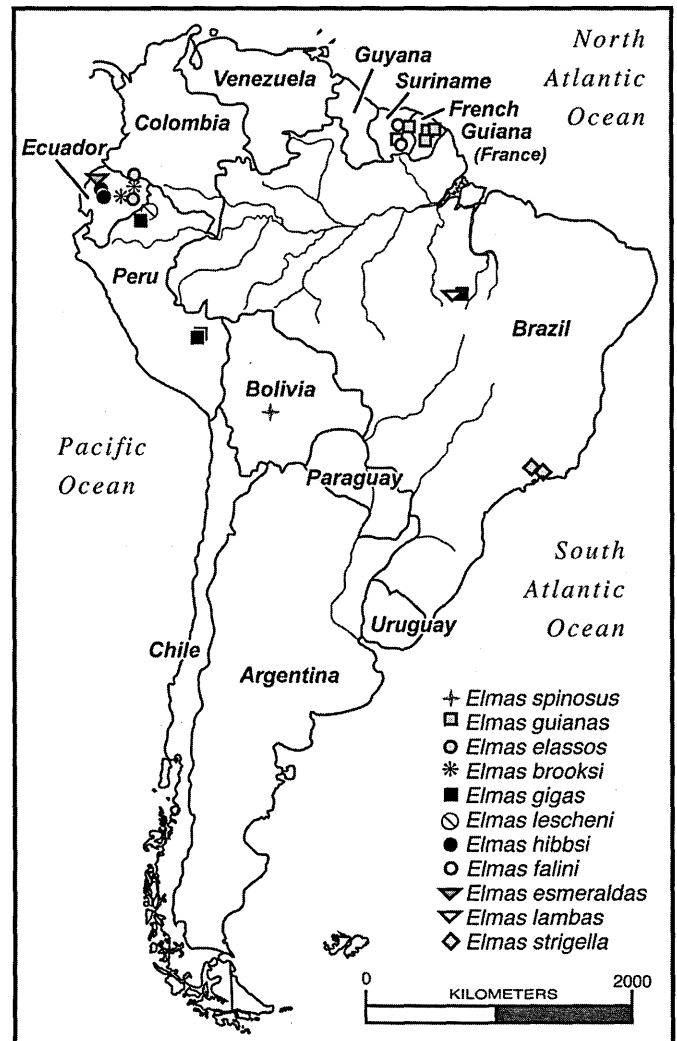 North
Atlantic
Ocean
Guyana
Suriname
Venezuela
French
Guiana
(France)
Colombia
Ecuador
Peru
Brazil
Bolivia
Pacific
Ocean
Paraguay
South
Atlantic
Ocean
Uruguay
Chile
Argentina
Elmas spinosus
Elmas guianas
Elmas elassos
Elmas brooksi
Elmas gigas
Elmas lescheni
Elmas hibbsi
Elmas falini
Elmas esmeraldas
Elmas lambas
Elmas strigella
0 2000
KILOMETERS